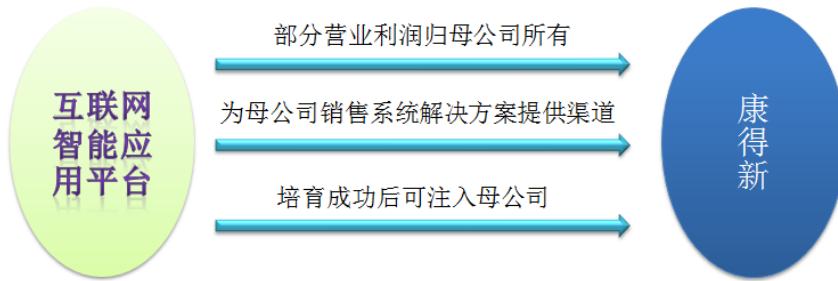 部分营业利润归母公司所有
互联网
智能应
用平台
为母公司销售系统解决方案提供渠道
培育成功后可注入母公司
康
得
新